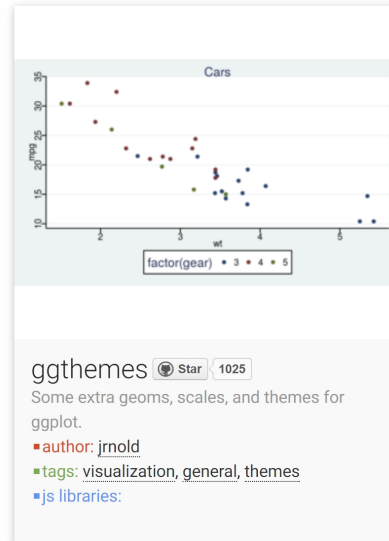 Cars
35
30
25
20
15
10
mpg
2 3 4 5
wt
factor(gear) 3 4 5
ggthemes Star 1025
Some extra geoms, scales, and themes for
ggplot.
author: jrnold
tags: visualization, general, themes
js libraries: